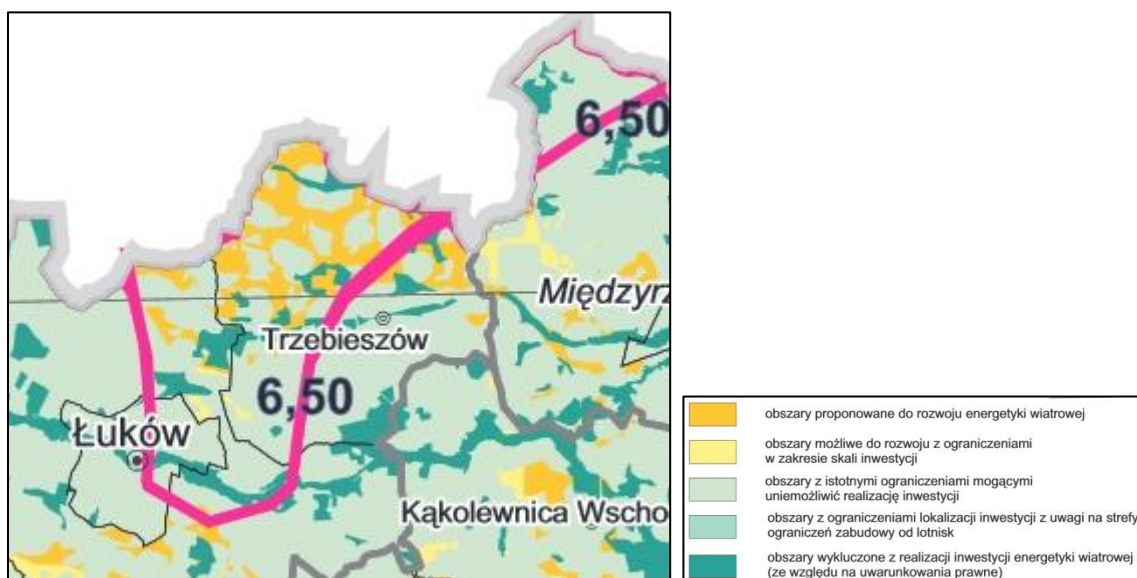 6,50
Międzyrz
Trzebieszów
6,50
Łuków
Kąkolewnica Wscho
obszary proponowane do rozwoju energetyki wiatrowej
obszary możliwe do rozwoju z ograniczeniami
w zakresie skali inwestycji
obszary z istotnymi ograniczeniami mogącymi
uniemożliwić realizację inwestycji
obszary z ograniczeniami lokalizacji inwestycji z uwagi na strefy
ograniczeń zabudowy od lotnisk
obszary wykluczone z realizacji inwestycji energetyki wiatrowej
(ze względu na uwarunkowania prawne)